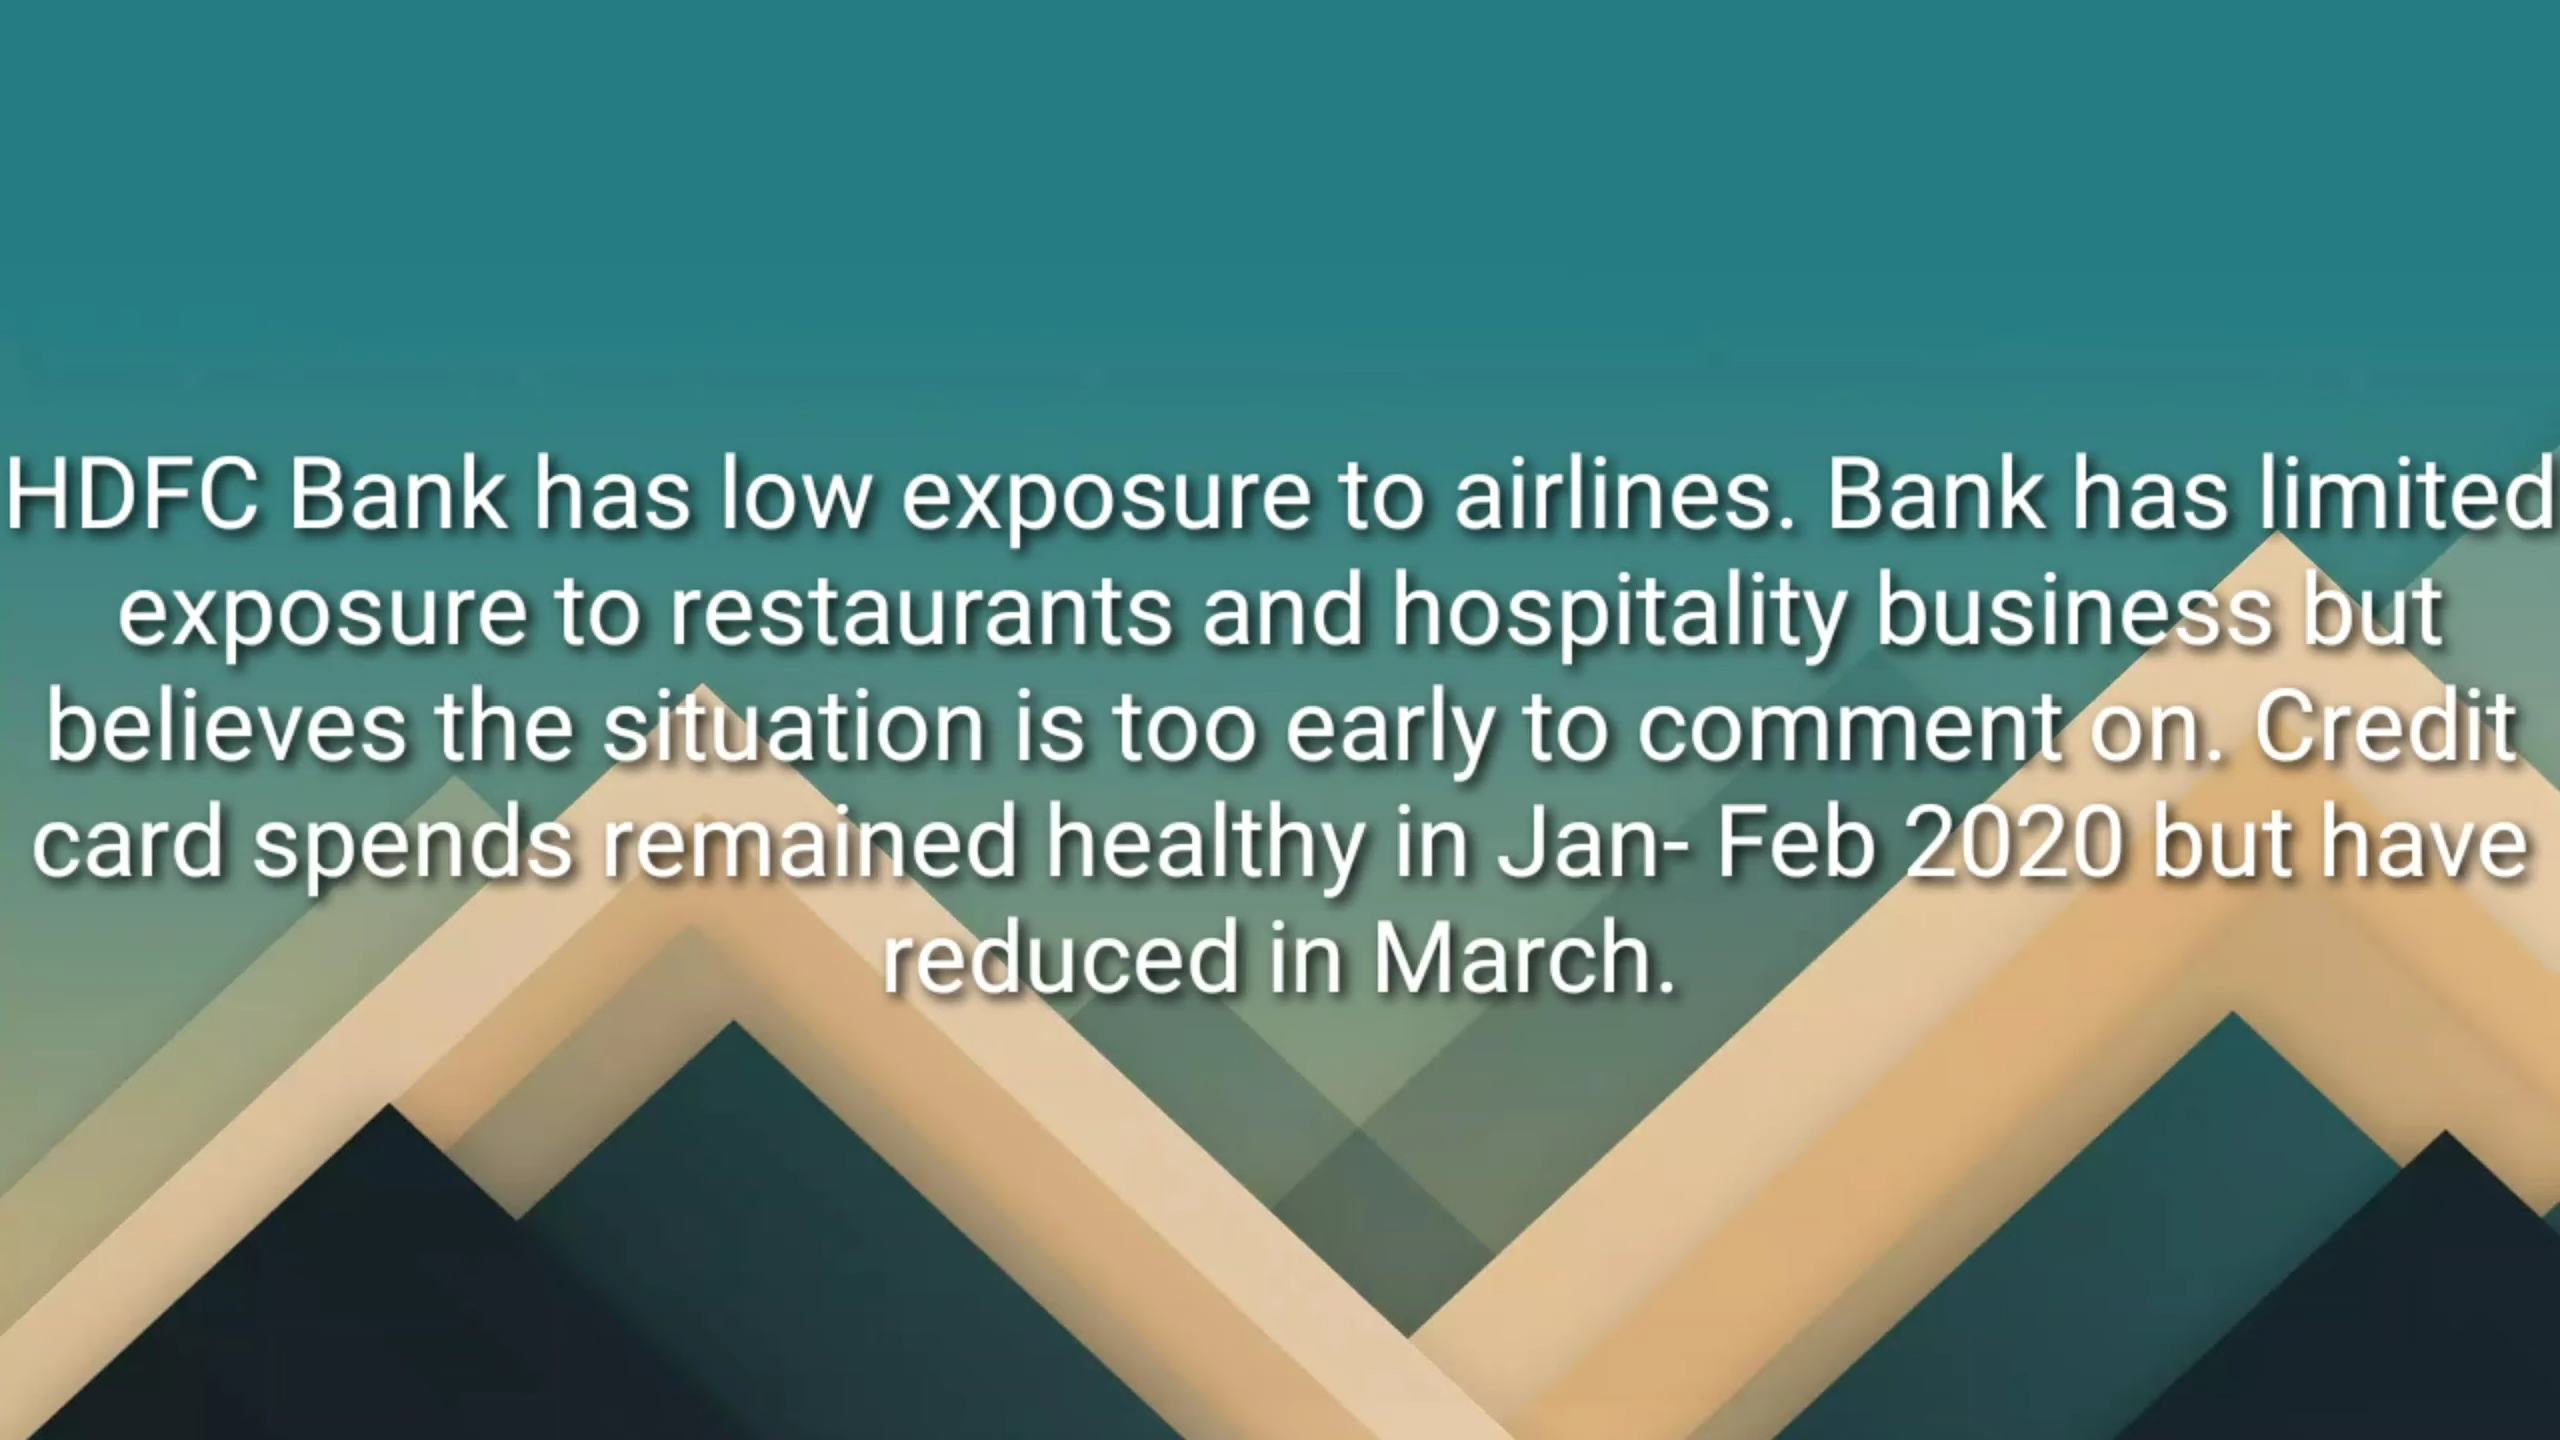 HDFC Bank has low exposure to airlines. Bank has limited
exposure to restaurants and hospitality business but
believes the situation is too early to comment on. Credit
card spends remained healthy in Jan- Feb 2020 but have
reduced in March.